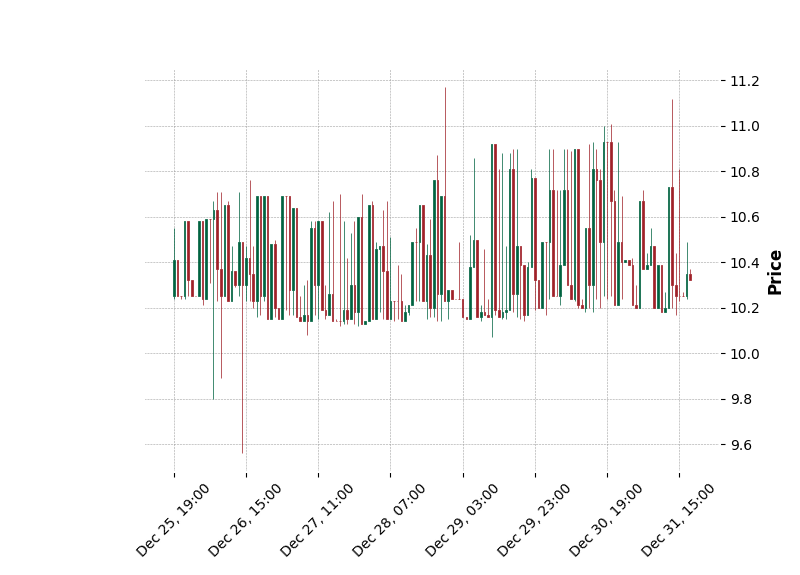 11.2
11.0
10.8
10.6
10.4
10.2
10.0
9.8
9.6
Price
Dec 25, 19:00
Dec 26, 15:00
Dec 27, 11:00
Dec 28, 07:00
Dec 29, 03:00
Dec 29, 23:00
Dec 30, 19:00
Dec 31, 15:00